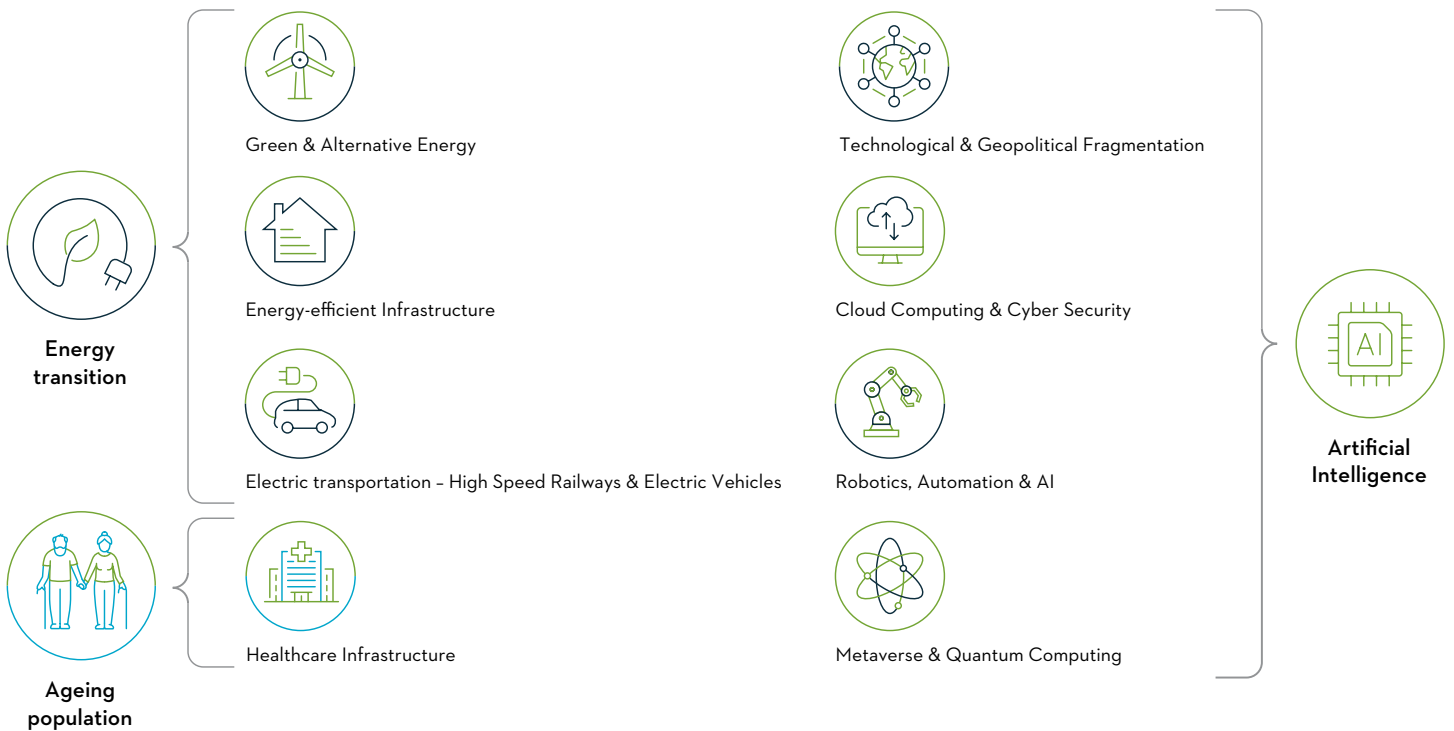 Energy
transition
Green & Alternative Energy
Energy-efficient Infrastructure
Electric transportation – High Speed Railways & Electric Vehicles
Ageing
population
Healthcare Infrastructure
Technological & Geopolitical Fragmentation
Cloud Computing & Cyber Security
Robotics, Automation & AI
Metaverse & Quantum Computing
AI
Artificial
Intelligence